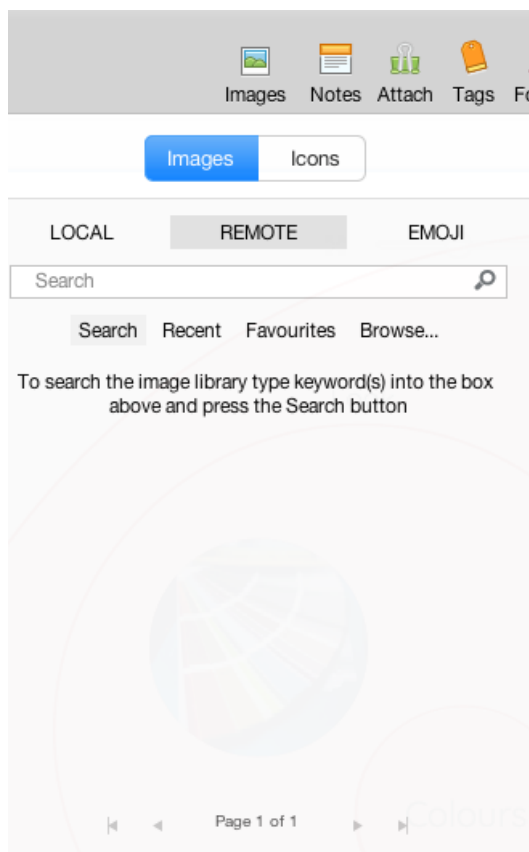 Images Notes Attach Tags Fo
Images Icons
LOCAL REMOTE EMOJI
Search
Search Recent Favourites Browse...
To search the image library type keyword(s) into the box
above and press the Search button
Page 1 of 1
Colours